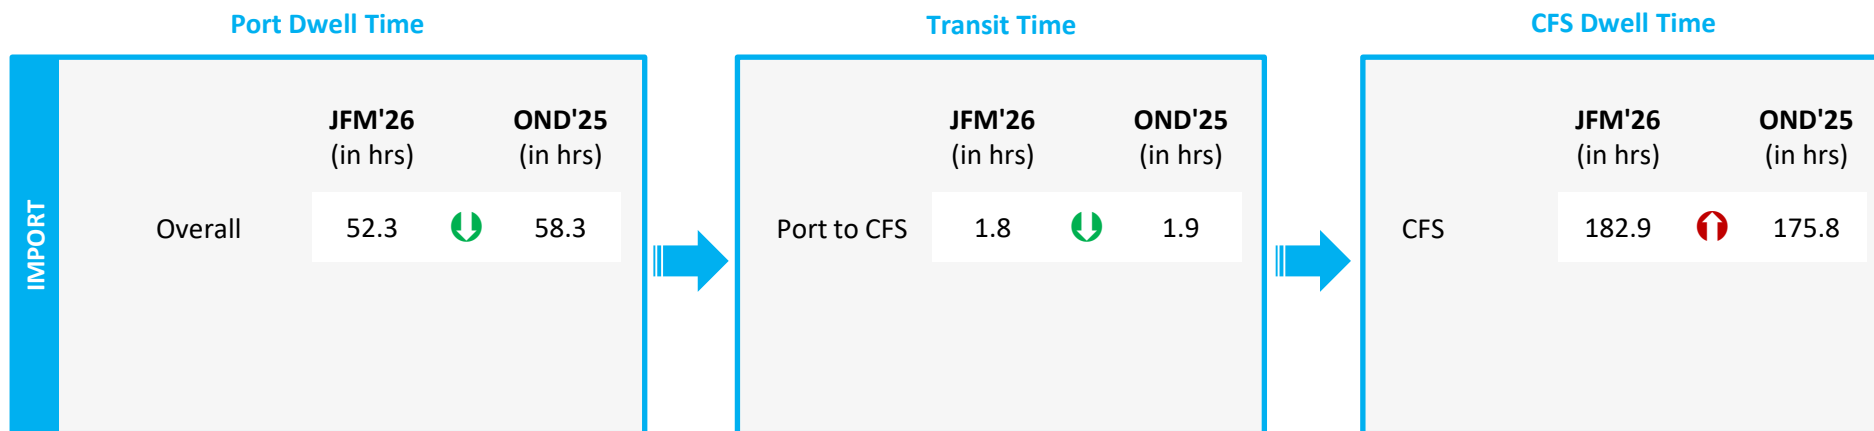 Port Dwell Time
Transit Time
CFS Dwell Time
IMPORT
JFM'26 OND'25
(in hrs) (in hrs)
Overall 52.3 58.3
JFM'26 OND'25
(in hrs) (in hrs)
Port to CFS 1.8 1.9
JFM'26 OND'25
(in hrs) (in hrs)
CFS 182.9 175.8